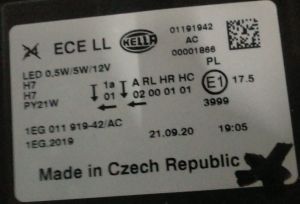 ECE LL HELLA 01191942
AC
00001866
LED 0,5W/5W/12V PL
H7 1a A RL HR HC E1 17.5
H7 01 02 00 01 01
PY21W 3999
1EG 011 919-42/AC
1EG.2019 21.09.20 19:05
Made in Czech Republic